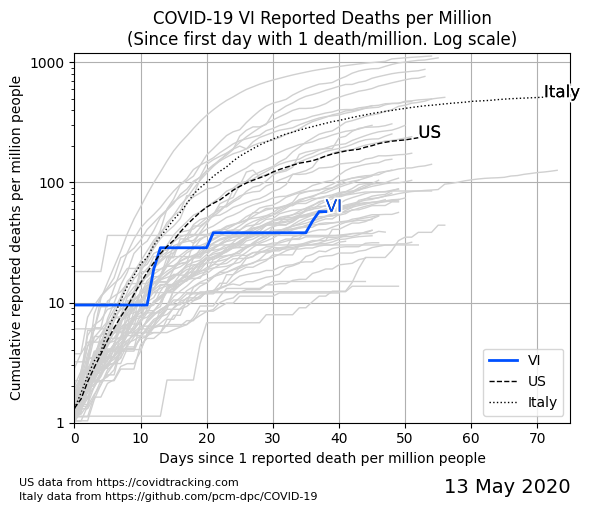 COVID-19 VI Reported Deaths per Million
(Since first day with 1 death/million. Log scale)
Cumulative reported deaths per million people
1000
100
10
1
Italy
US
VI
VI
US
Italy
0 10 20 30 40 50 60 70
Days since 1 reported death per million people
US data from https://covidtracking.com
Italy data from https://github.com/pcm-dpc/COVID-19
13 May 2020